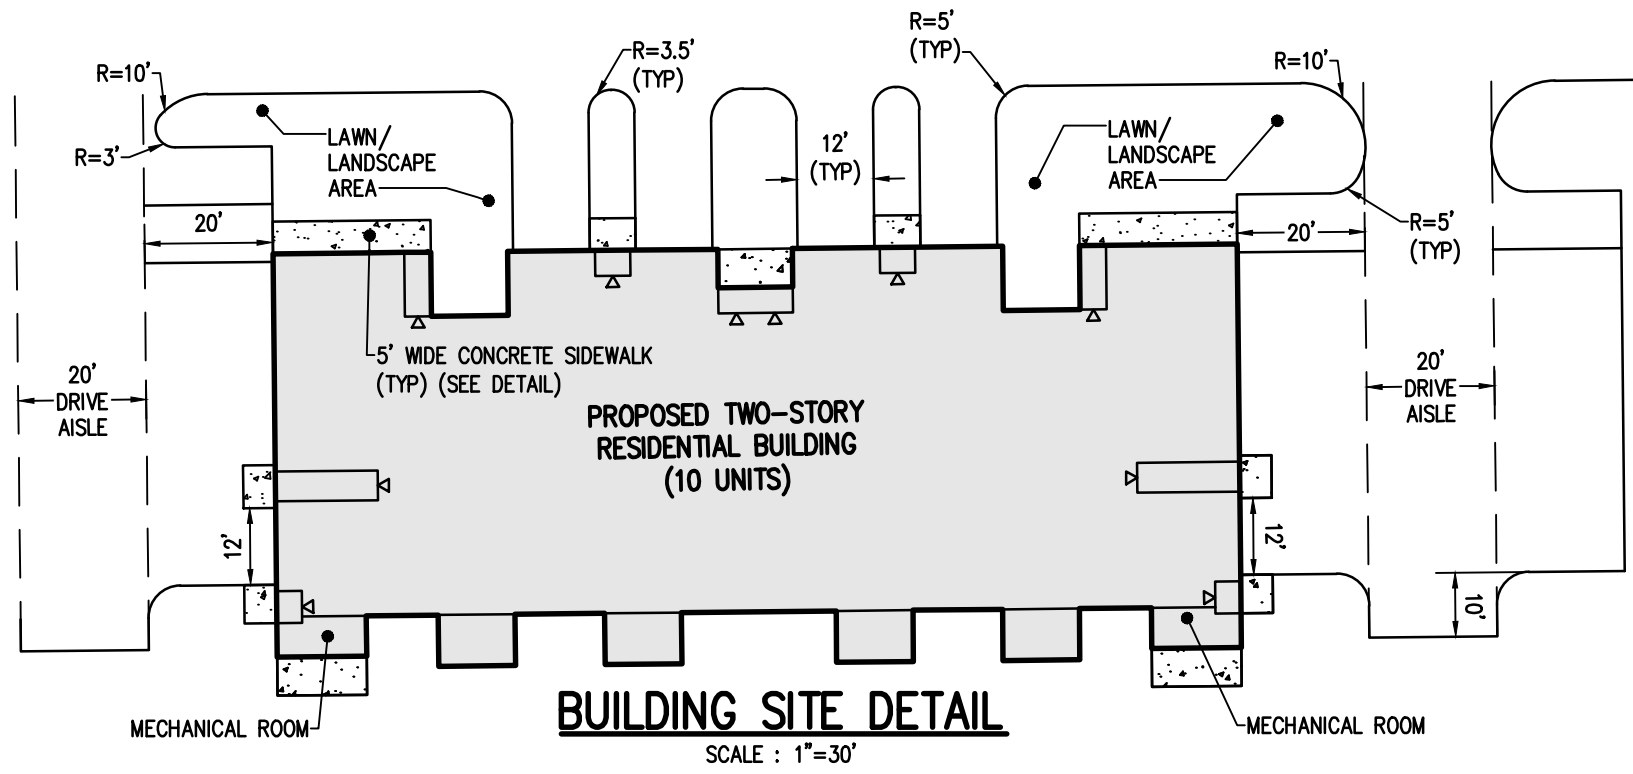 R=5'
(TYP)
R=3.5'
(TYP)
R=10'
R=10'
LAWN/
LANDSCAPE
AREA
12'
(TYP)
LAWN/
LANDSCAPE
AREA
R=3'
20'
20'
R=5'
(TYP)
5' WIDE CONCRETE SIDEWALK
(TYP) (SEE DETAIL)
20'
DRIVE
AISLE
20'
DRIVE
AISLE
PROPOSED TWO-STORY
RESIDENTIAL BUILDING
(10 UNITS)
12'
12'
10'
MECHANICAL ROOM
BUILDING SITE DETAIL
MECHANICAL ROOM
SCALE : 1"=30'